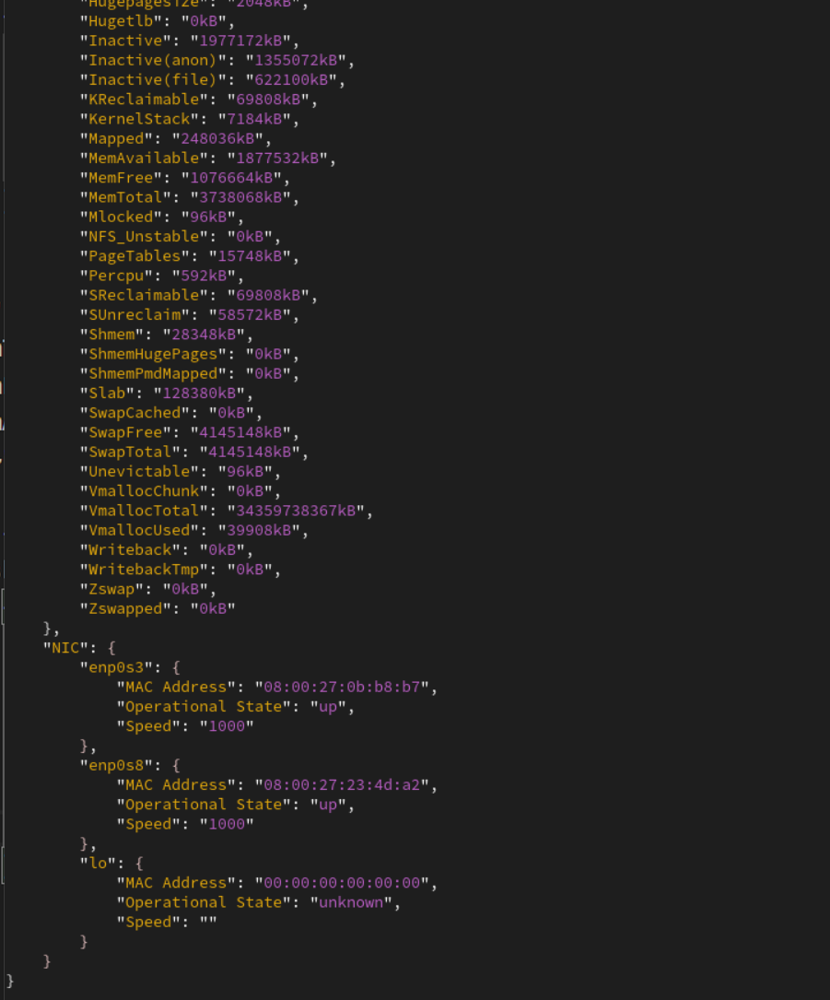 "Hugepagesize": "2048kB",
"Hugetlb": "0kB",
"Inactive": "1977172kB",
"Inactive(anon)": "1355072kB",
"Inactive(file)": "622100kB",
"KReclaimable": "69808kB",
"KernelStack": "7184kB",
"Mapped": "248036kB",
"MemAvailable": "1877532kB",
"MemFree": "1076664kB",
"MemTotal": "3738068kB",
"Mlocked": "96kB",
"NFS_Unstable": "0kB",
"PageTables": "15748kB",
"Percpu": "592kB",
"SReclaimable": "69808kB",
"SUnreclaim": "58572kB",
"Shmem": "28348kB",
"ShmemHugePages": "0kB",
"ShmemPmdMapped": "0kB",
"Slab": "128380kB",
"SwapCached": "0kB",
"SwapFree": "4145148kB",
"SwapTotal": "4145148kB",
"Unevictable": "96kB",
"VmallocChunk": "0kB",
"VmallocTotal": "34359738367kB",
"VmallocUsed": "39908kB",
"Writeback": "0kB",
"WritebackTmp": "0kB",
"Zswap": "0kB",
"Zswapped": "0kB"
},
"NIC": {
"enp0s3": {
"MAC Address": "08:00:27:0b:b8:b7",
"Operational State": "up",
"Speed": "1000"
},
"enp0s8": {
"MAC Address": "08:00:27:23:4d:a2",
"Operational State": "up",
"Speed": "1000"
},
"lo": {
"MAC Address": "00:00:00:00:00:00",
"Operational State": "unknown",
"Speed": ""
}
}
}